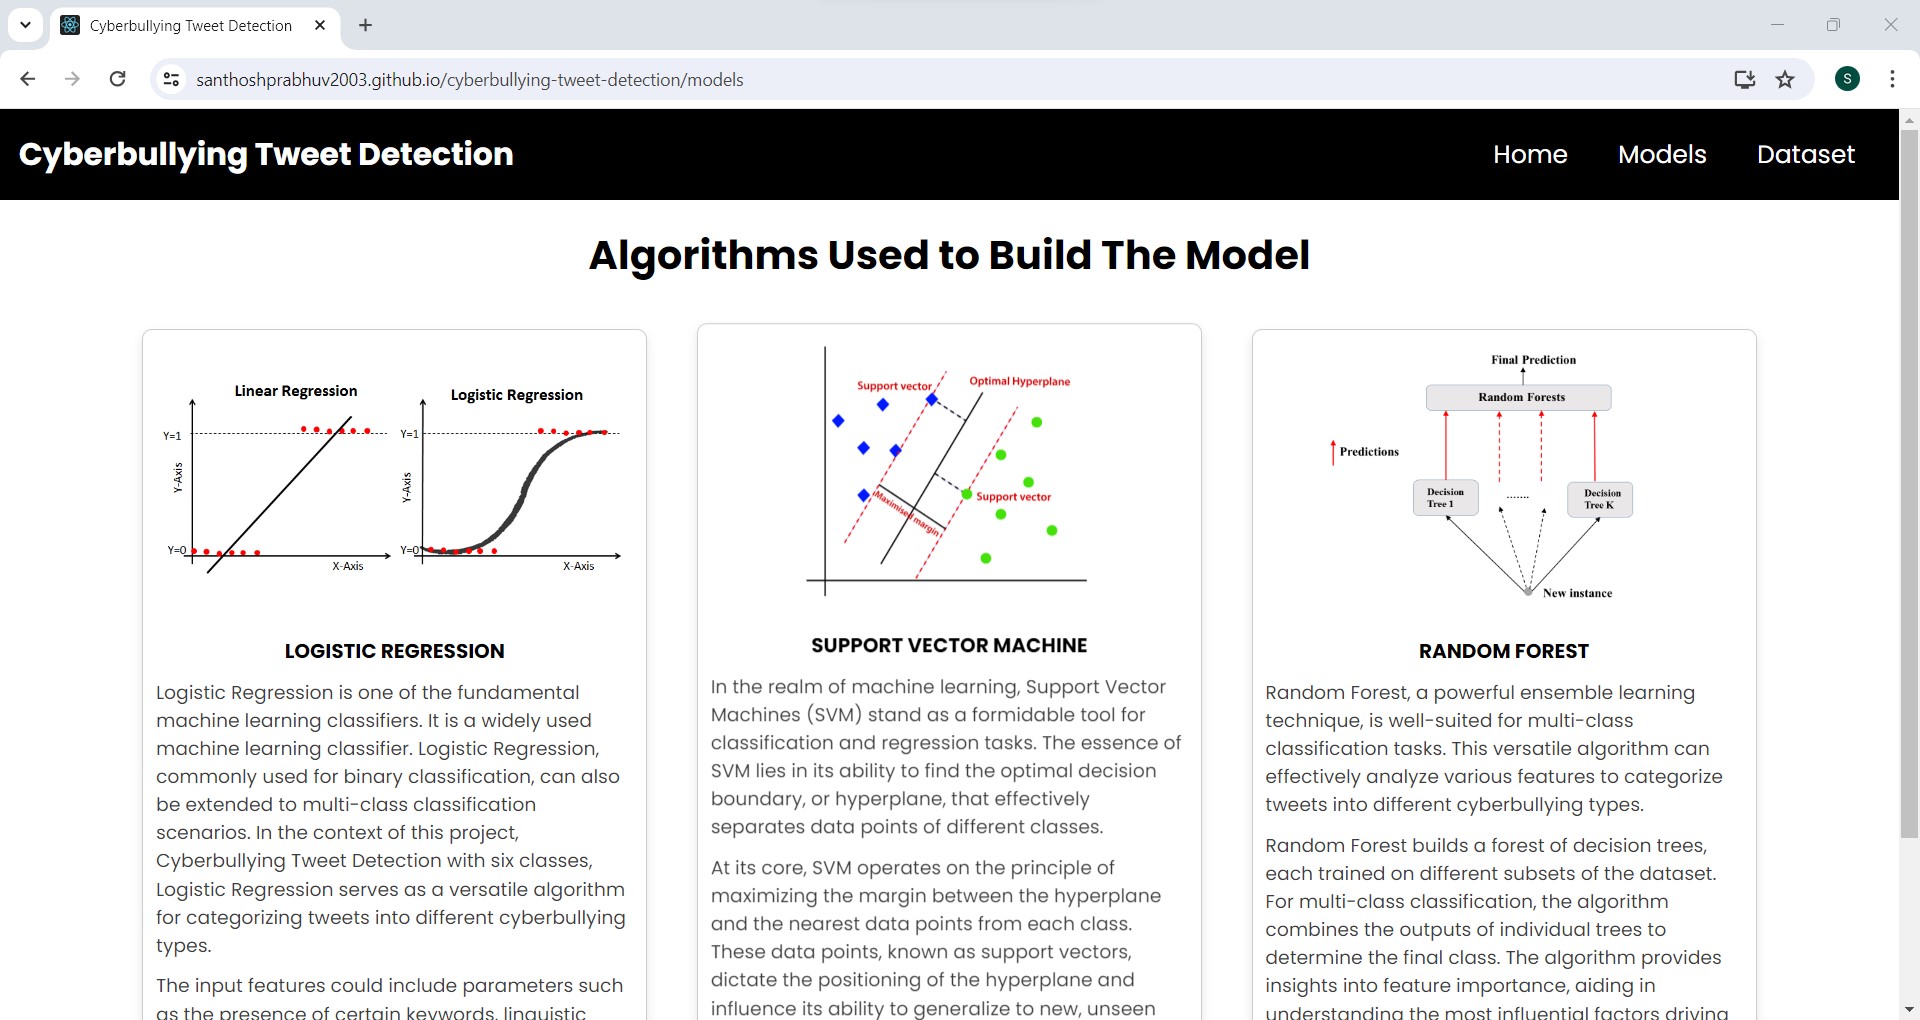 Cyberbullying Tweet Detection
santhoshprabhuv2003.github.io/cyberbullying-tweet-detection/models
S
Cyberbullying Tweet Detection
Home
Models
Dataset
Algorithms Used to Build The Model
Linear Regression
Y=1
Y-Axis
Y=0
X-Axis
Logistic Regression
Y=1
Y-Axis
Y=0
X-Axis
LOGISTIC REGRESSION
Logistic Regression is one of the fundamental
machine learning classifiers. It is a widely used
machine learning classifier. Logistic Regression,
commonly used for binary classification, can also
be extended to multi-class classification
scenarios. In the context of this project,
Cyberbullying Tweet Detection with six classes,
Logistic Regression serves as a versatile algorithm
for categorizing tweets into different cyberbullying
types.
The input features could include parameters such
as the presence of certain keywords, linguistic
Support vector
Optimal Hyperplane
Maximised margin
Support vector
SUPPORT VECTOR MACHINE
In the realm of machine learning, Support Vector
Machines (SVM) stand as a formidable tool for
classification and regression tasks. The essence of
SVM lies in its ability to find the optimal decision
boundary, or hyperplane, that effectively
separates data points of different classes.
At its core, SVM operates on the principle of
maximizing the margin between the hyperplane
and the nearest data points from each class.
These data points, known as support vectors,
dictate the positioning of the hyperplane and
influence its ability to generalize to new, unseen
Final Prediction
Random Forests
Predictions
Decision
Tree 1
.......
Decision
Tree K
New instance
RANDOM FOREST
Random Forest, a powerful ensemble learning
technique, is well-suited for multi-class
classification tasks. This versatile algorithm can
effectively analyze various features to categorize
tweets into different cyberbullying types.
Random Forest builds a forest of decision trees,
each trained on different subsets of the dataset.
For multi-class classification, the algorithm
combines the outputs of individual trees to
determine the final class. The algorithm provides
insights into feature importance, aiding in
understanding the most influential factors driving